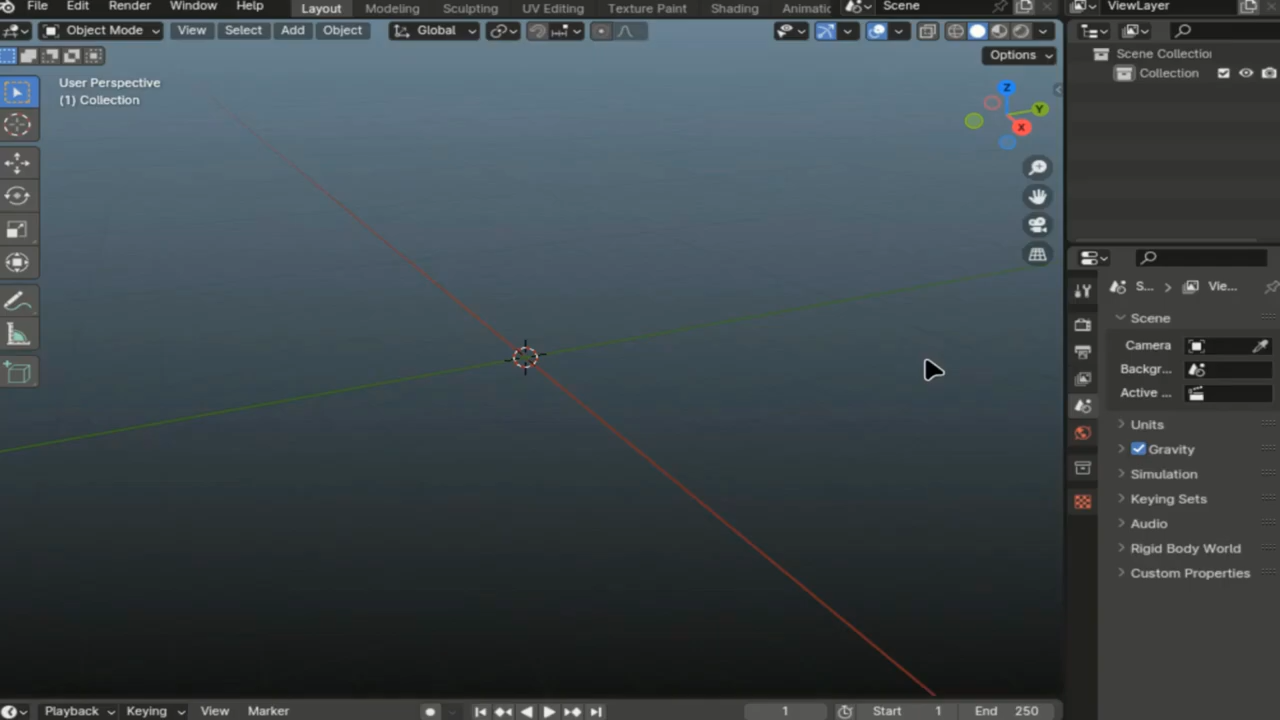 File Edit Render Window Help Layout Modeling Sculpting UV Editing Texture Paint Shading Animatic Scene ViewLayer
Object Mode View Select Add Object Global
Options
User Perspective
(1) Collection
Z
Y
X
Scene Collection
Collection
S... > Vie...
Scene
Camera
Backgr...
Active ...
Units
Gravity
Simulation
Keying Sets
Audio
Rigid Body World
Custom Properties
Playback Keying View Marker 1 Start 1 End 250